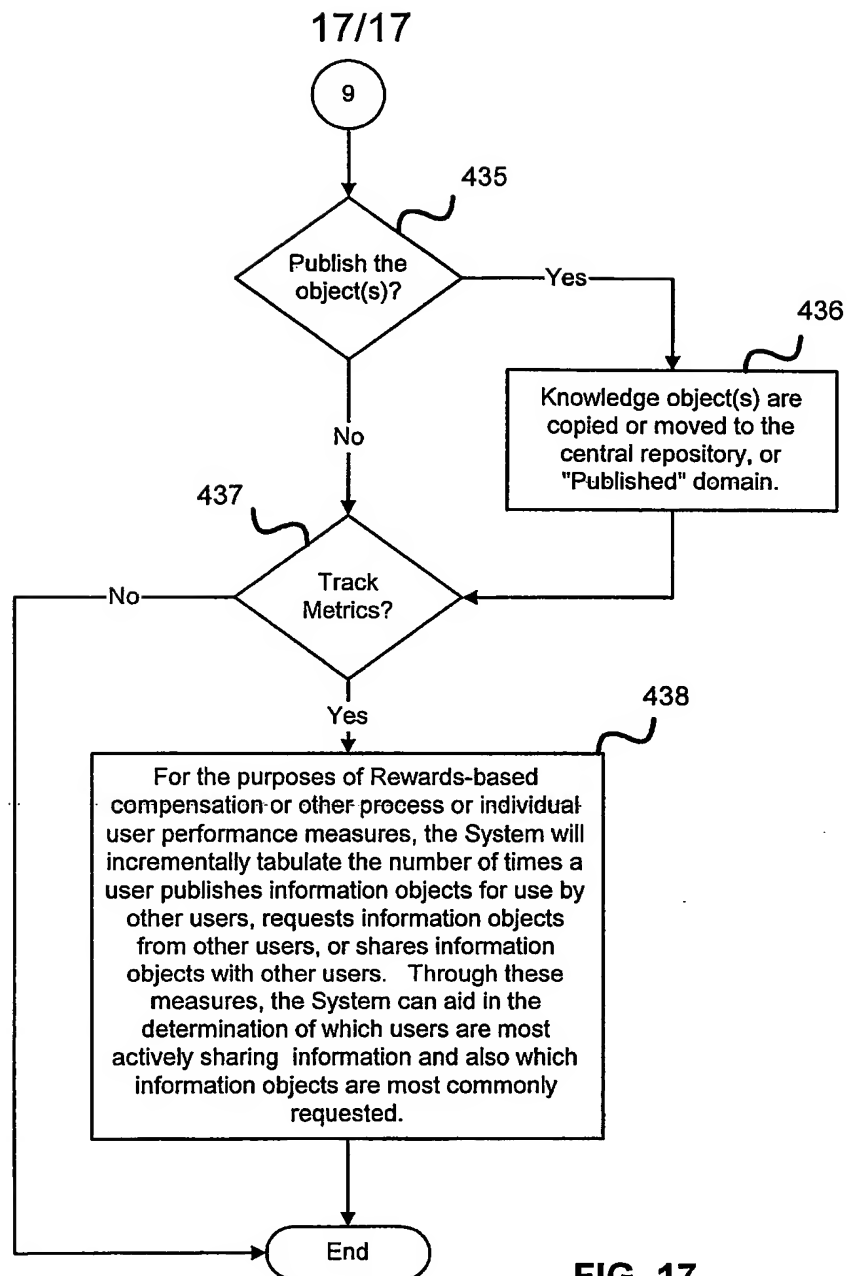 17/17
9
435
Publish the
object(s)?
Yes
436
Knowledge object(s) are
copied or moved to the
central repository, or
"Published" domain.
No
437
Track
Metrics?
No
Yes
438
For the purposes of Rewards-based
compensation or other process or individual
user performance measures, the System will
incrementally tabulate the number of times a
user publishes information objects for use by
other users, requests information objects
from other users, or shares information
objects with other users. Through these
measures, the System can aid in the
determination of which users are most
actively sharing information and also which
information objects are most commonly
requested.
End
FIG. 17